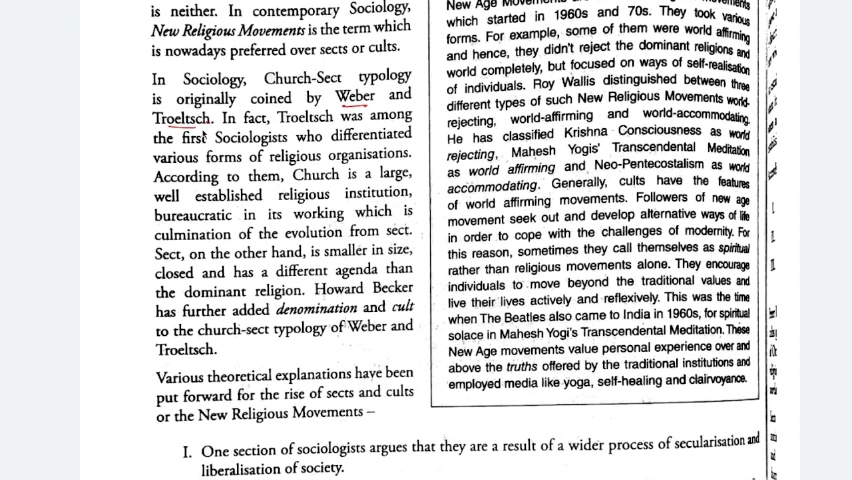 is neither. In contemporary Sociology,
New Religious Movements is the term which
is nowadays preferred over sects or cults.
In Sociology, Church-Sect typology
is originally coined by Weber and
Troeltsch. In fact, Troeltsch was among
the first Sociologists who differentiated
various forms of religious organisations.
According to them, Church is a large,
well established religious institution,
bureaucratic in its working which is
culmination of the evolution from sect.
Sect, on the other hand, is smaller in size,
closed and has a different agenda than
the dominant religion. Howard Becker
has further added denomination and cult
to the church-sect typology of Weber and
Troeltsch.
Various theoretical explanations have been
put forward for the rise of sects and cults
or the New Religious Movements –
New Age Movements
which started in 1960s and 70s. They took various
forms. For example, some of them were world affirming
and hence, they didn't reject the dominant religions and
world completely, but focused on ways of self-realisation
of individuals. Roy Wallis distinguished between three
different types of such New Religious Movements world-
rejecting, world-affirming and world-accommodating.
He has classified Krishna Consciousness as world
rejecting, Mahesh Yogis' Transcendental Meditation
as world affirming and Neo-Pentecostalism as world
accommodating. Generally, cults have the features
of world affirming movements. Followers of new age
movement seek out and develop alternative ways of life
in order to cope with the challenges of modernity. For
this reason, sometimes they call themselves as spiritual
rather than religious movements alone. They encourage
individuals to move beyond the traditional values and
live their lives actively and reflexively. This was the time
when The Beatles also came to India in 1960s, for spiritual
solace in Mahesh Yogi's Transcendental Meditation. These
New Age movements value personal experience over and
above the truths offered by the traditional institutions and
employed media like yoga, self-healing and clairvoyance.
I. One section of sociologists argues that they are a result of a wider process of secularisation and
liberalisation of society.